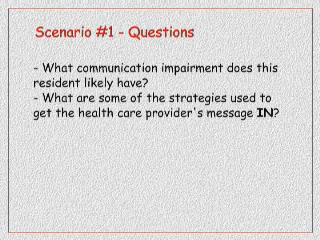 Scenario #1 - Questions
- What communication impairment does this
resident likely have?
- What are some of the strategies used to
get the health care provider's message IN?